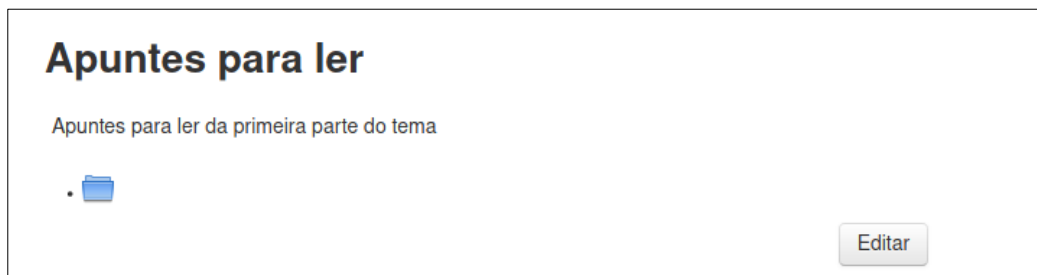 Apuntes para ler
Apuntes para ler da primeira parte do tema
Editar